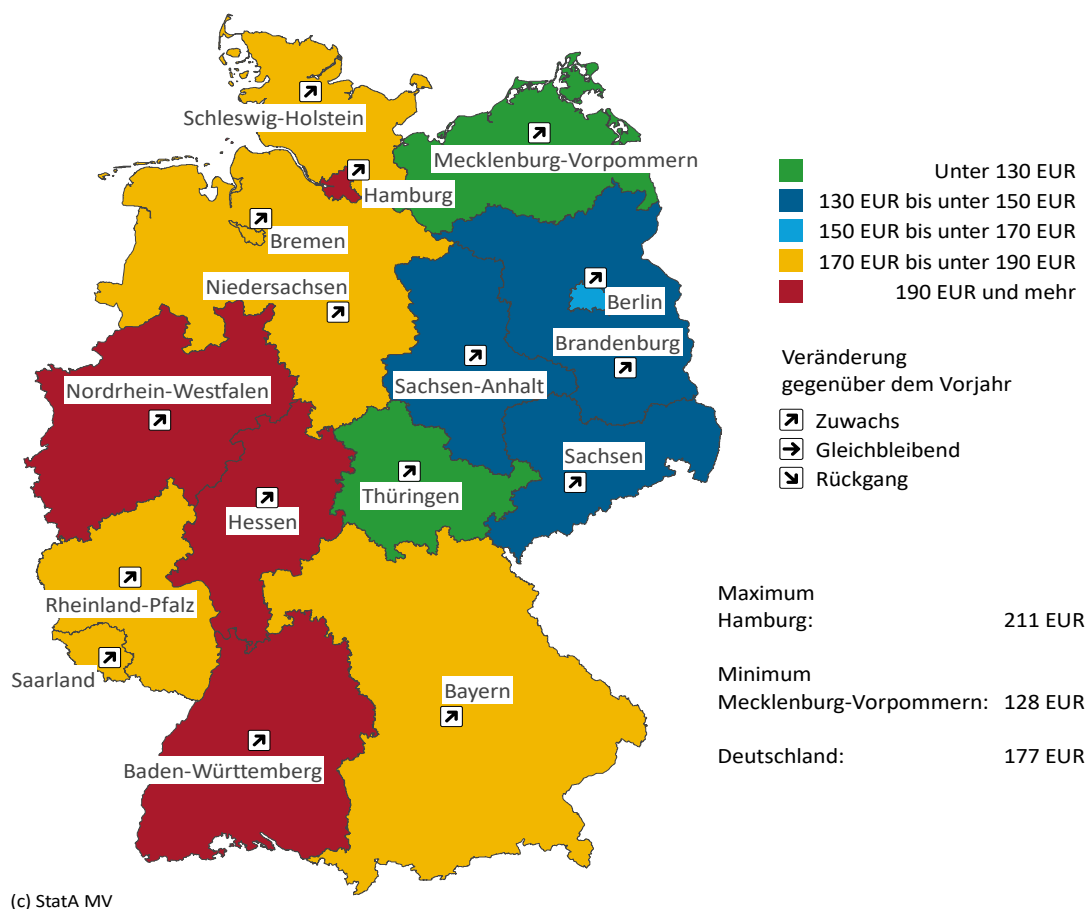 Schleswig-Holstein
Mecklenburg-Vorpommern
Hamburg
Bremen
Niedersachsen
Berlin
Brandenburg
Sachsen-Anhalt
Nordrhein-Westfalen
Sachsen
Thüringen
Hessen
Rheinland-Pfalz
Saarland
Bayern
Baden-Württemberg
Unter 130 EUR
130 EUR bis unter 150 EUR
150 EUR bis unter 170 EUR
170 EUR bis unter 190 EUR
190 EUR und mehr
Veränderung
gegenüber dem Vorjahr
Zuwachs
Gleichbleibend
Rückgang
Maximum
Hamburg: 211 EUR
Minimum
Mecklenburg-Vorpommern: 128 EUR
Deutschland: 177 EUR
(c) StatA MV